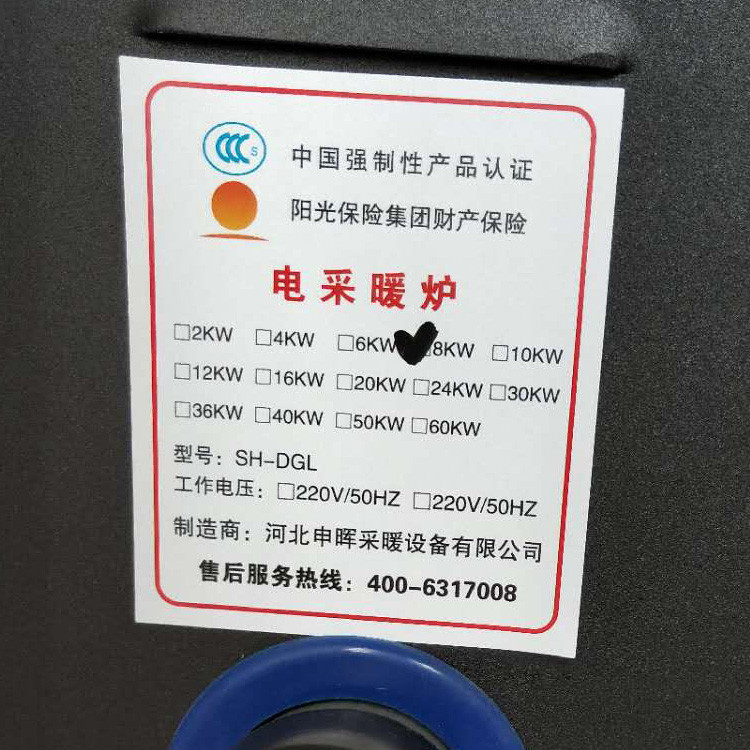 CCC S
中国强制性产品认证
阳光保险集团财产保险
电采暖炉
□2KW □4KW □6KW □8KW □10KW
□12KW □16KW □20KW □24KW □30KW
□36KW □40KW □50KW □60KW
型号：SH-DGL
工作电压：□220V/50HZ □220V/50HZ
制造商：河北申晖采暖设备有限公司
售后服务热线：400-6317008